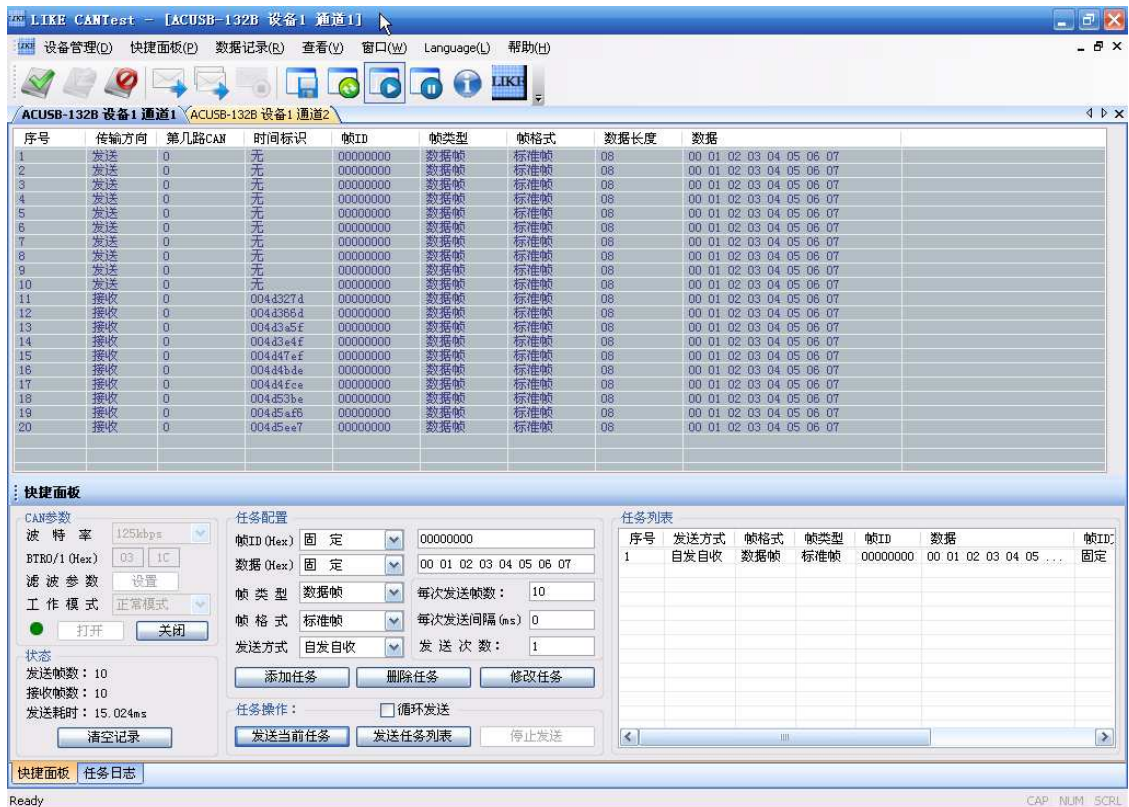 LIKE CANTest - [ACUSB-132B 设备1 通道1]
设备管理(D) 快捷面板(P) 数据记录(R) 查看(V) 窗口(W) Language(L) 帮助(H)
LIKE
ACUSB-132B 设备1 通道1 ACUSB-132B 设备1 通道2
序号 传输方向 第几路CAN 时间标识 帧ID 帧类型 帧格式 数据长度 数据
1 发送 0 无 00000000 数据帧 标准帧 08 00 01 02 03 04 05 06 07
2 发送 0 无 00000000 数据帧 标准帧 08 00 01 02 03 04 05 06 07
3 发送 0 无 00000000 数据帧 标准帧 08 00 01 02 03 04 05 06 07
4 发送 0 无 00000000 数据帧 标准帧 08 00 01 02 03 04 05 06 07
5 发送 0 无 00000000 数据帧 标准帧 08 00 01 02 03 04 05 06 07
6 发送 0 无 00000000 数据帧 标准帧 08 00 01 02 03 04 05 06 07
7 发送 0 无 00000000 数据帧 标准帧 08 00 01 02 03 04 05 06 07
8 发送 0 无 00000000 数据帧 标准帧 08 00 01 02 03 04 05 06 07
9 发送 0 无 00000000 数据帧 标准帧 08 00 01 02 03 04 05 06 07
10 发送 0 无 00000000 数据帧 标准帧 08 00 01 02 03 04 05 06 07
11 接收 0 004d327d 00000000 数据帧 标准帧 08 00 01 02 03 04 05 06 07
12 接收 0 004d366d 00000000 数据帧 标准帧 08 00 01 02 03 04 05 06 07
13 接收 0 004d3a5f 00000000 数据帧 标准帧 08 00 01 02 03 04 05 06 07
14 接收 0 004d3e4f 00000000 数据帧 标准帧 08 00 01 02 03 04 05 06 07
15 接收 0 004d47ef 00000000 数据帧 标准帧 08 00 01 02 03 04 05 06 07
16 接收 0 004d4bde 00000000 数据帧 标准帧 08 00 01 02 03 04 05 06 07
17 接收 0 004d4fce 00000000 数据帧 标准帧 08 00 01 02 03 04 05 06 07
18 接收 0 004d53be 00000000 数据帧 标准帧 08 00 01 02 03 04 05 06 07
19 接收 0 004d5af6 00000000 数据帧 标准帧 08 00 01 02 03 04 05 06 07
20 接收 0 004d5ee7 00000000 数据帧 标准帧 08 00 01 02 03 04 05 06 07
快捷面板
CAN参数
波 特 率 125kbps
BTR0/1(Hex) 03 1C
滤 波 参 数 设置
工 作 模 式 正常模式
打开 关闭
状态
发送帧数：10
接收帧数：10
发送耗时：15.024ms
清空记录
任务配置
帧ID(Hex) 固 定 00000000
数据(Hex) 固 定 00 01 02 03 04 05 06 07
帧 类 型 数据帧 每次发送帧数： 10
帧 格 式 标准帧 每次发送间隔(ms) 0
发送方式 自发自收 发 送 次 数： 1
添加任务 删除任务 修改任务
任务操作： 循环发送
发送当前任务 发送任务列表 停止发送
任务列表
序号 发送方式 帧格式 帧类型 帧ID 数据 帧ID
1 自发自收 数据帧 标准帧 00000000 00 01 02 03 04 05 ... 固定
快捷面板 任务日志
Ready CAP NUM SCRL